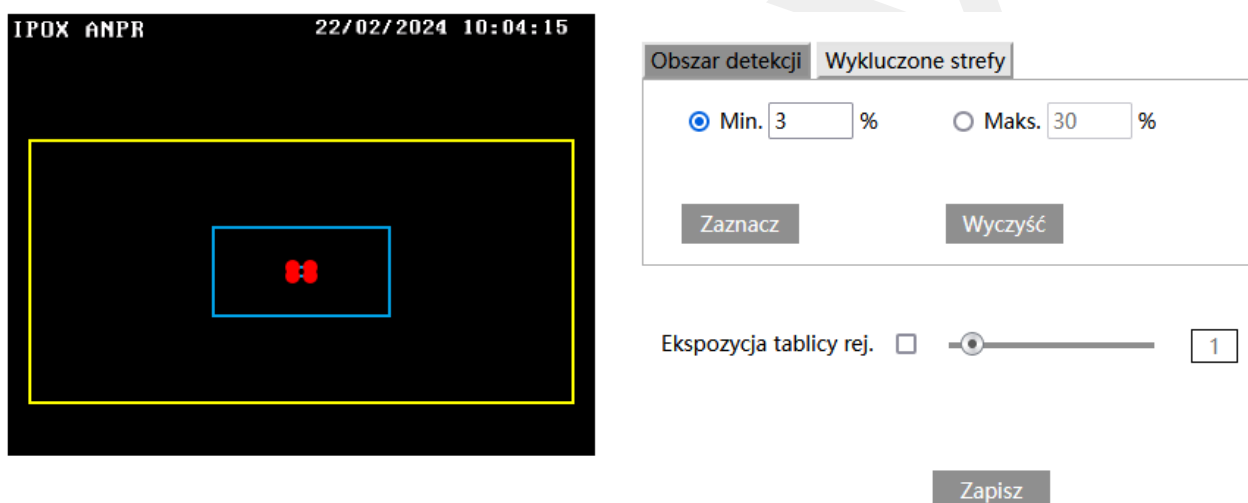 IPOX ANPR 22/02/2024 10:04:15
Obszar detekcji Wykluczone strefy
Min. 3 % Maks. 30 %
Zaznacz Wyczyść
Ekspozycja tablicy rej. 1
Zapisz